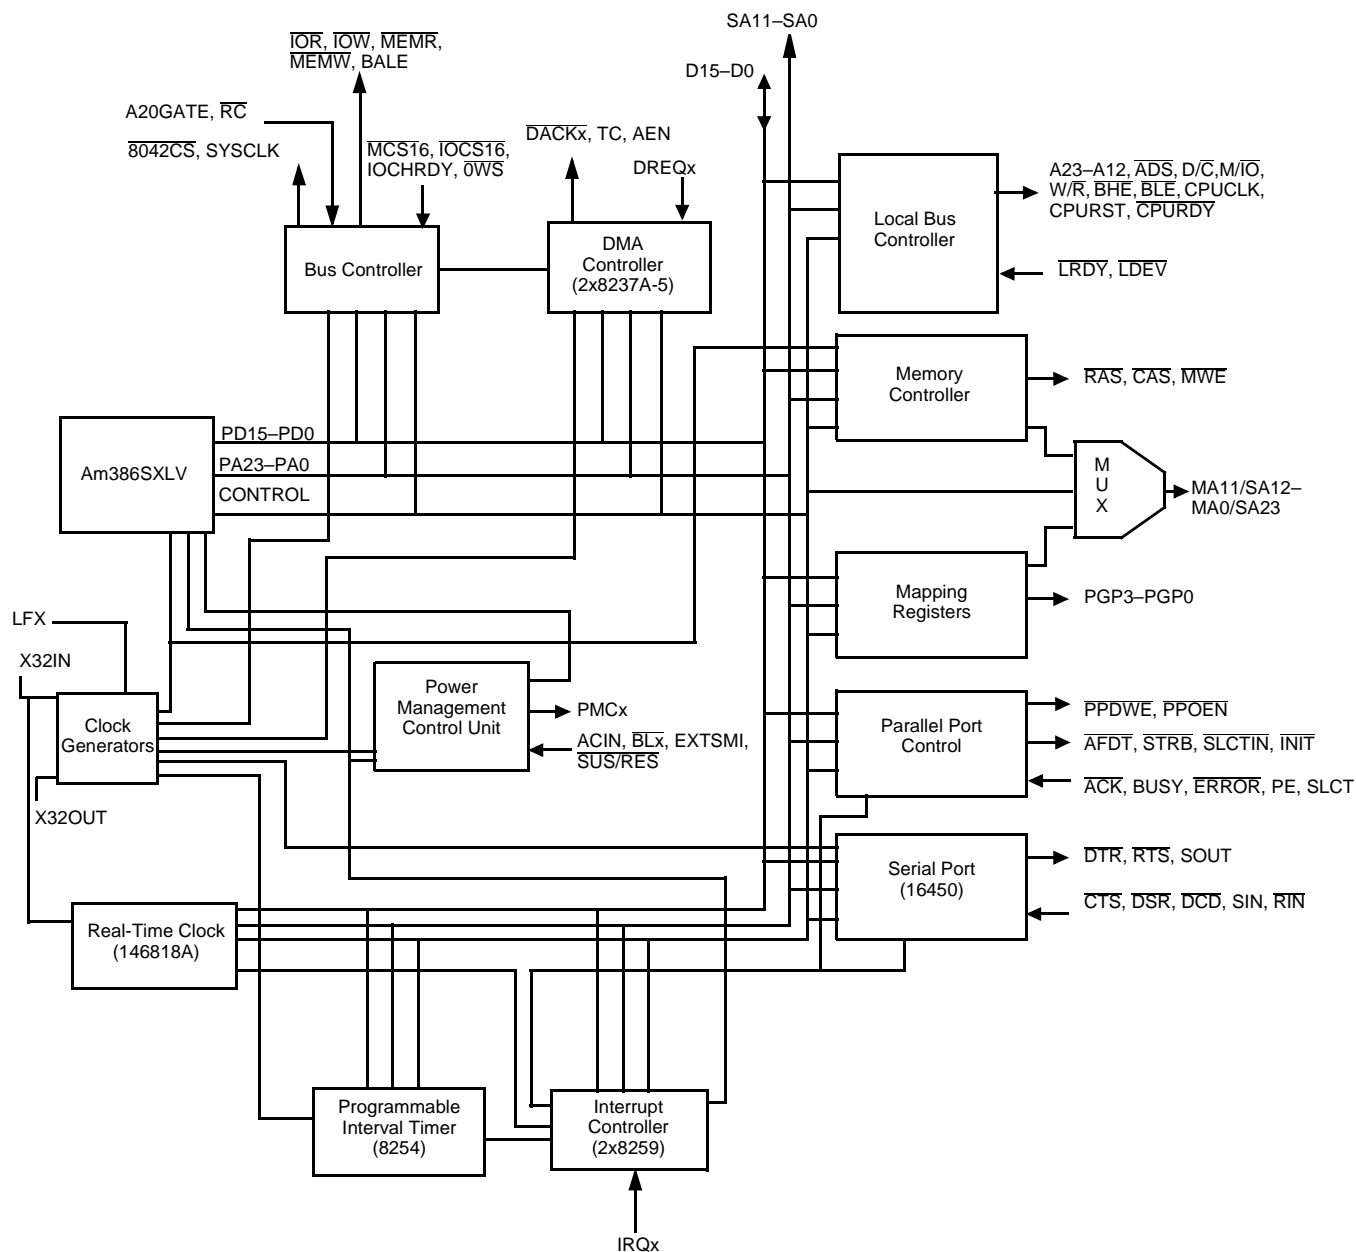 SA11–SA0
IOR, IOW, MEMR,
MEMW, BALE
D15–D0
A20GATE, RC
8042CS, SYSCLK
MCS16, IOCS16,
IOCHRDY, 0WS
DACKx, TC, AEN
DREQx
A23–A12, ADS, D/C,M/IO,
W/R, BHE, BLE, CPUCLK,
CPURST, CPURDY
Local Bus
Controller
LRDY, LDEV
Bus Controller
DMA
Controller
(2x8237A-5)
Memory
Controller
RAS, CAS, MWE
Am386SXLV
PD15–PD0
PA23–PA0
CONTROL
M
U
X
MA11/SA12–
MA0/SA23
Mapping
Registers
PGP3–PGP0
LFX
X32IN
Clock
Generators
X32OUT
Power
Management
Control Unit
PMCx
ACIN, BLx, EXTSMI,
SUS/RES
Parallel Port
Control
PPDWE, PPOEN
AFDT, STRB, SLCTIN, INIT
ACK, BUSY, ERROR, PE, SLCT
Serial Port
(16450)
DTR, RTS, SOUT
CTS, DSR, DCD, SIN, RIN
Real-Time Clock
(146818A)
Programmable
Interval Timer
(8254)
Interrupt
Controller
(2x8259)
IRQx